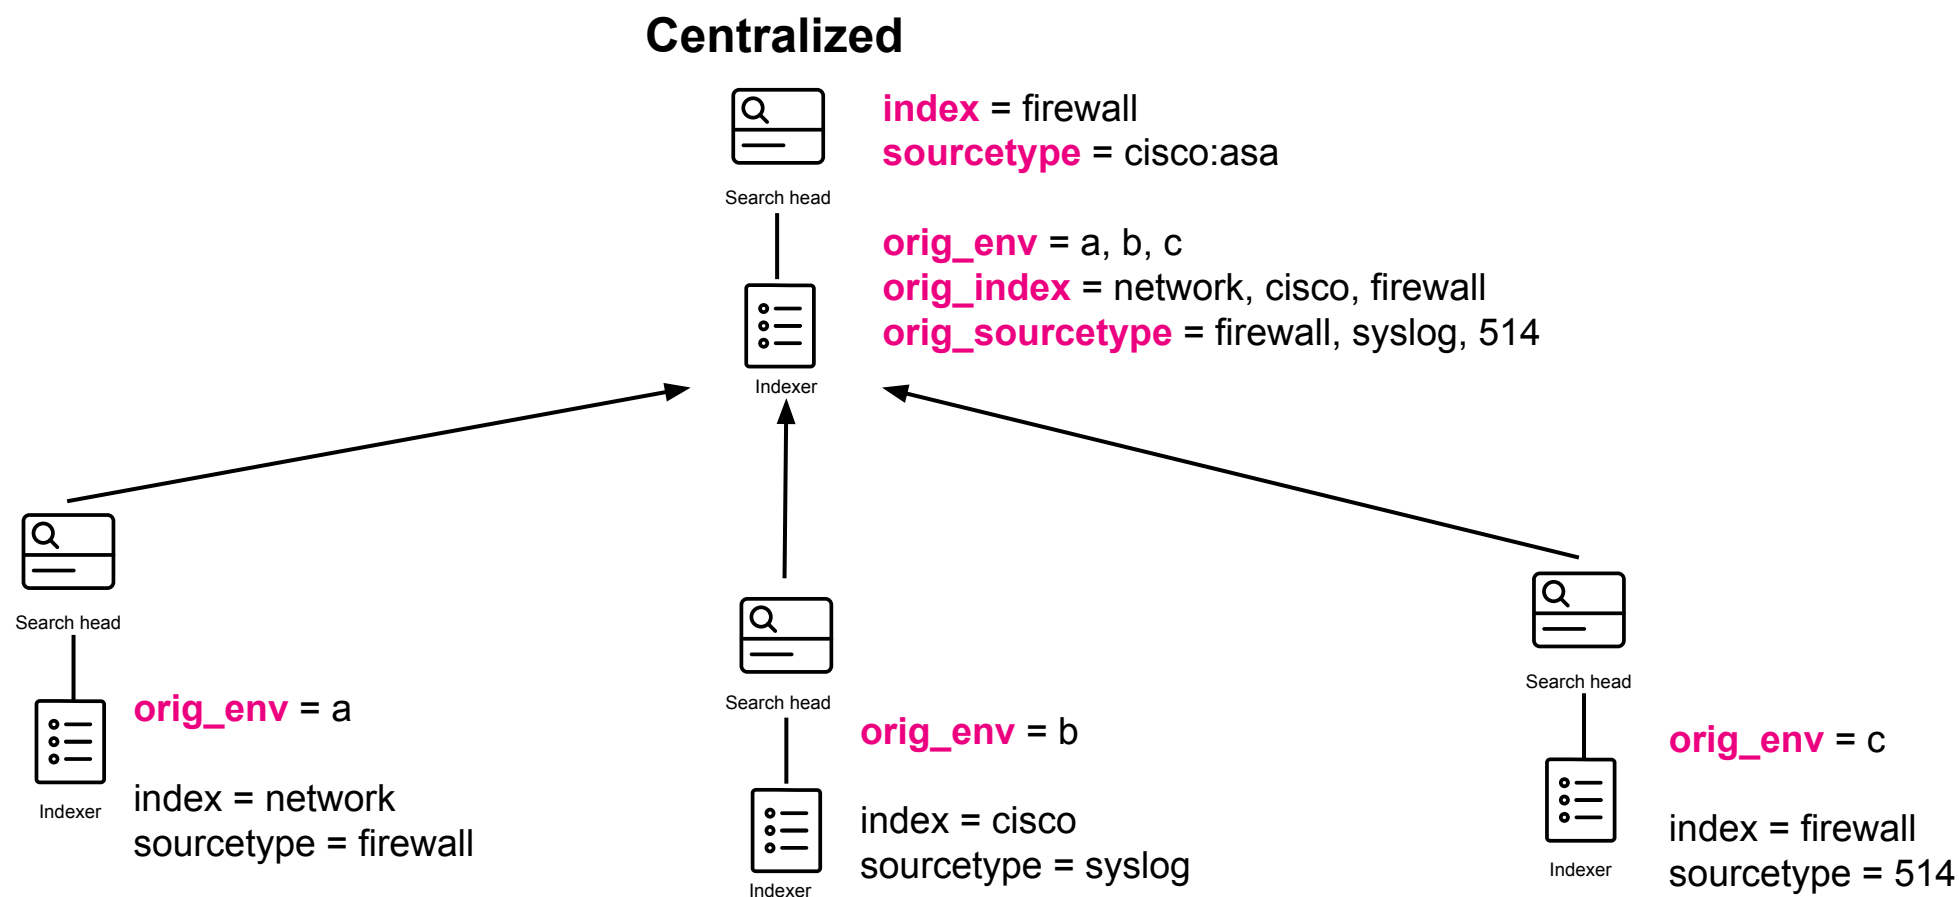 Centralized
index = firewall
sourcetype = cisco:asa
Search head
orig_env = a, b, c
orig_index = network, cisco, firewall
orig_sourcetype = firewall, syslog, 514
Indexer
Search head
orig_env = a
index = network
sourcetype = firewall
Indexer
Search head
orig_env = b
index = cisco
sourcetype = syslog
Indexer
Search head
orig_env = c
index = firewall
sourcetype = 514
Indexer